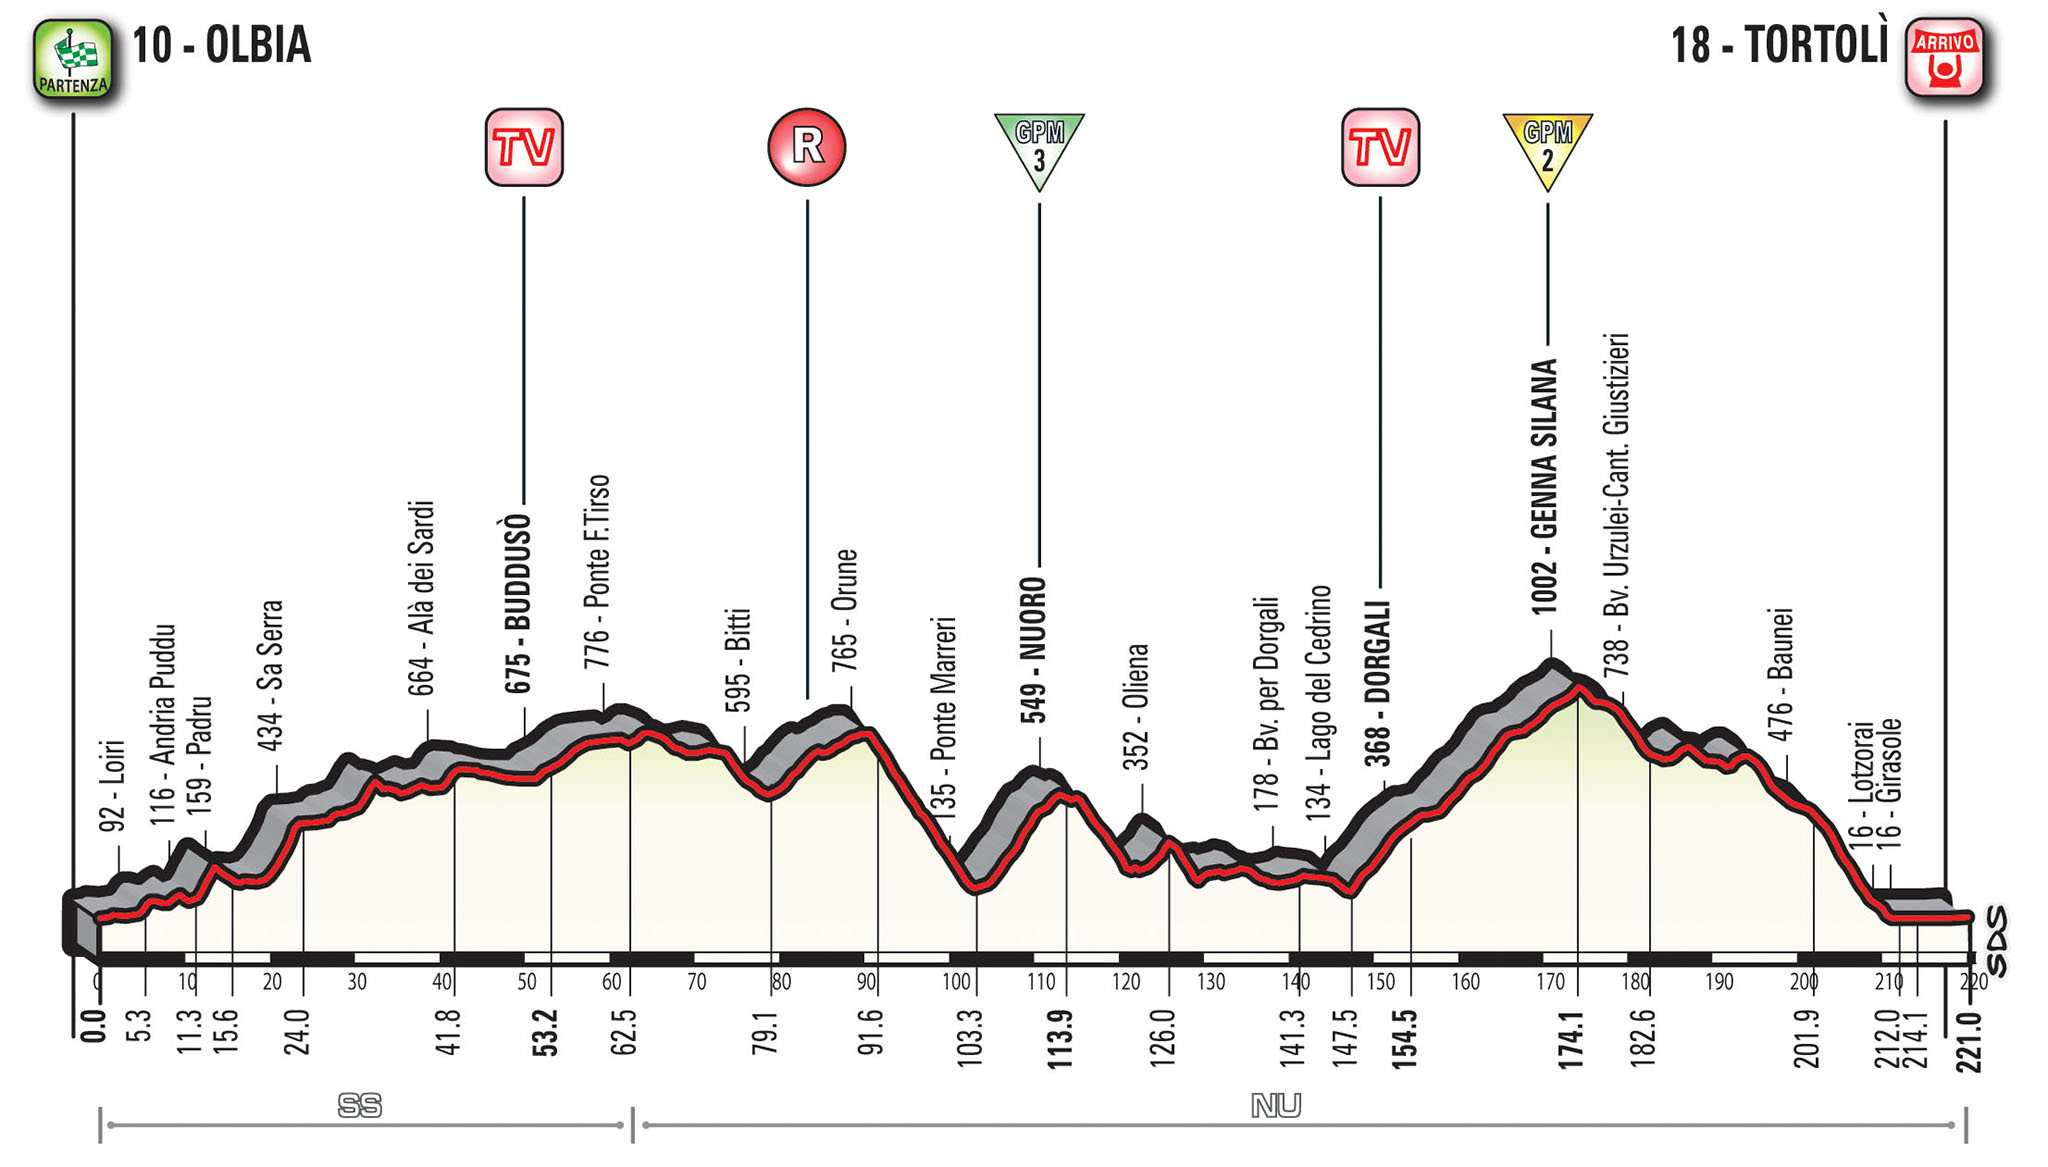 10 - OLBIA
18 - TORTOLÌ
PARTENZA
ARRIVO
TV
R
GPM
3
TV
GPM
2
92 - Loiri
116 - Andria Puddu
159 - Padru
434 - Sa Serra
664 - Alà dei Sardi
675 - BUDDUSÒ
776 - Ponte F.Tirso
595 - Bitti
765 - Orune
135 - Ponte Marreri
549 - NUORO
352 - Oliena
178 - Bv. per Dorgali
134 - Lago del Cedrino
368 - DORGALI
1002 - GENNA SILANA
738 - Bv. Urzulei-Cant. Giustizieri
476 - Baunei
16 - Lotzorai
16 - Girasole
SDS
0 10 20 30 40 50 60 70 80 90 100 110 120 130 140 150 160 170 180 190 200 210 220
0.0 5.3 11.3 15.6 24.0 41.8 53.2 62.5 79.1 91.6 103.3 113.9 126.0 141.3 147.5 154.5 174.1 182.6 201.9 212.0 214.1 221.0
SS
NU